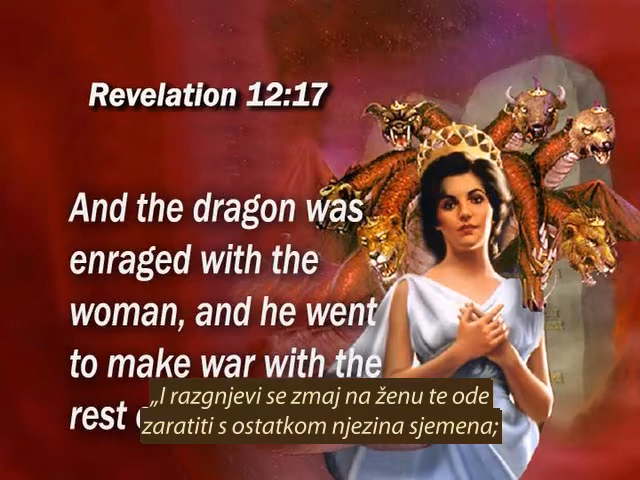 Revelation 12:17
And the dragon was
enraged with the
woman, and he went
to make war with the
rest
„I razgnjevi se zmaj na ženu te ode
zaratiti s ostatkom njezina sjemena;